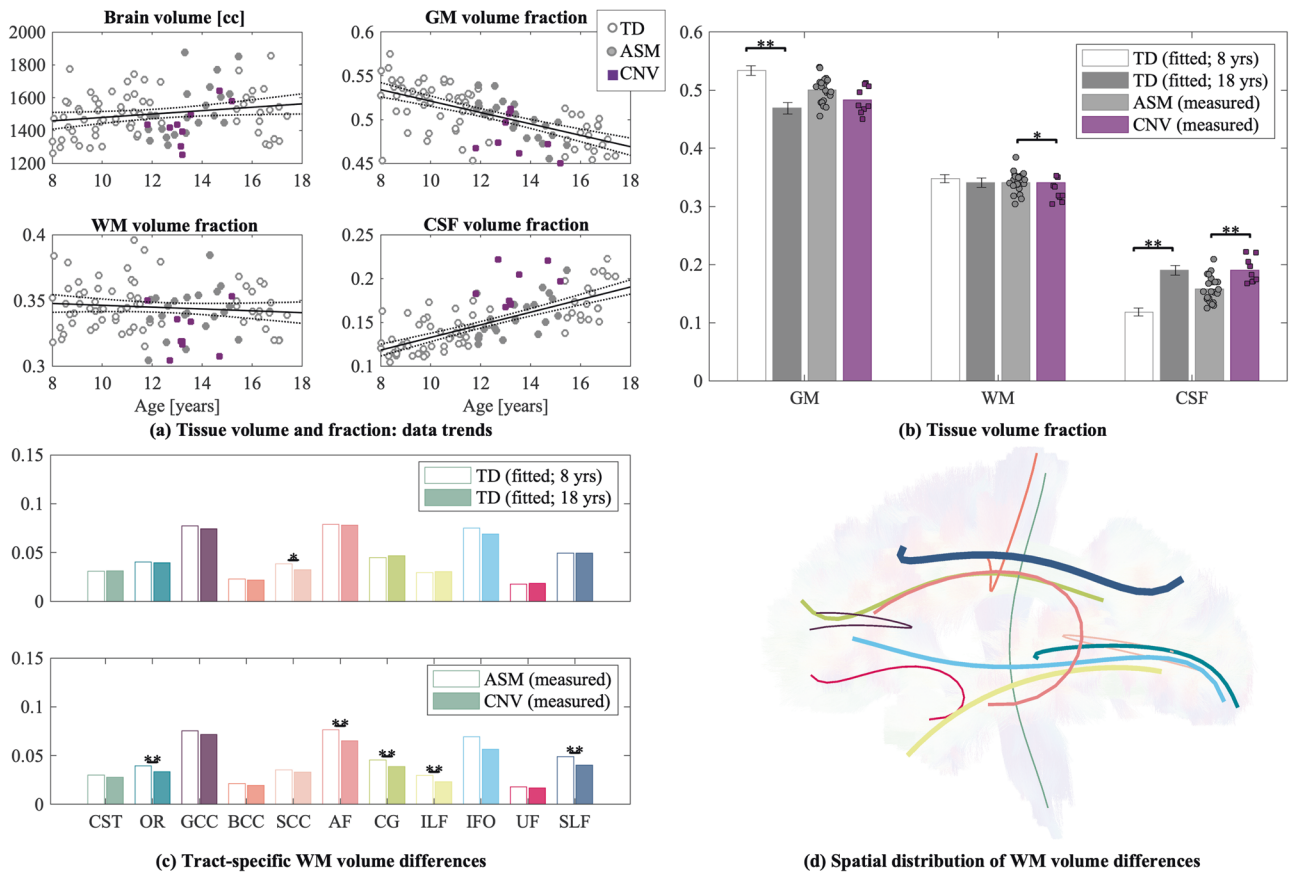 Brain volume [cc]
2000
1800
1600
1400
1200
8 10 12 14 16 18
GM volume fraction
0.6
0.55
0.5
0.45
8 10 12 14 16 18
TD
ASM
CNV
WM volume fraction
0.4
0.35
0.3
8 10 12 14 16 18
Age [years]
CSF volume fraction
0.25
0.2
0.15
0.1
8 10 12 14 16 18
Age [years]
(a) Tissue volume and fraction: data trends
0.6
0.5
0.4
0.3
0.2
0.1
0
**
*
**
**
TD (fitted; 8 yrs)
TD (fitted; 18 yrs)
ASM (measured)
CNV (measured)
GM WM CSF
(b) Tissue volume fraction
0.15
0.1
0.05
0
*
TD (fitted; 8 yrs)
TD (fitted; 18 yrs)
0.15
0.1
0.05
0
**
**
**
**
**
ASM (measured)
CNV (measured)
CST OR GCC BCC SCC AF CG ILF IFO UF SLF
(c) Tract-specific WM volume differences
(d) Spatial distribution of WM volume differences